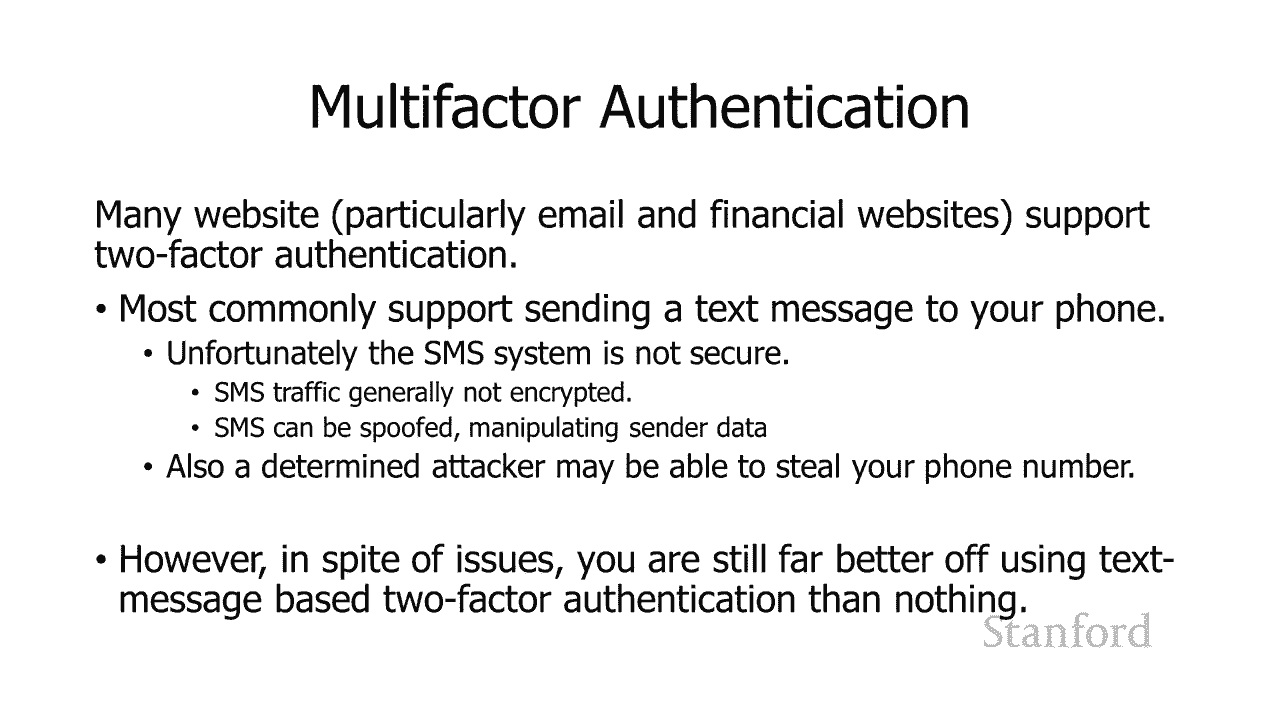 Multifactor Authentication
Many website (particularly email and financial websites) support
two-factor authentication.
• Most commonly support sending a text message to your phone.
• Unfortunately the SMS system is not secure.
• SMS traffic generally not encrypted.
• SMS can be spoofed, manipulating sender data
• Also a determined attacker may be able to steal your phone number.
• However, in spite of issues, you are still far better off using text-
message based two-factor authentication than nothing.
Stanford